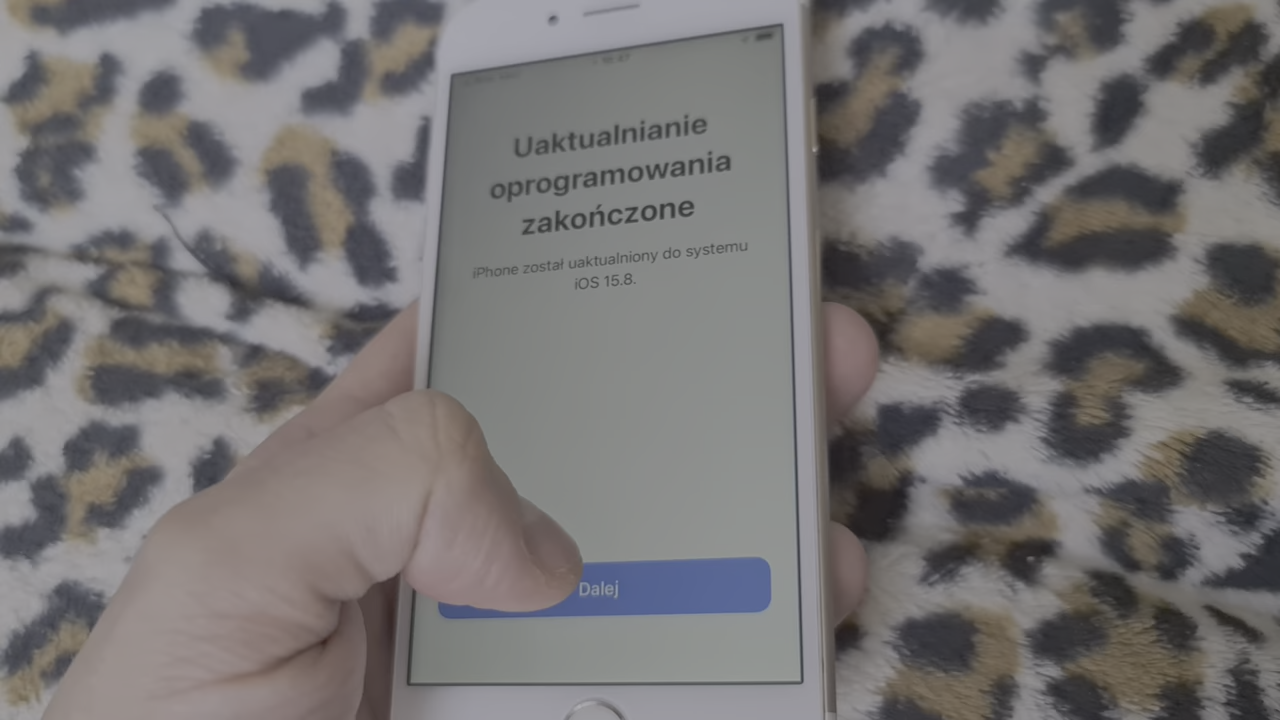 Uaktualnianie
oprogramowania
zakończone
iPhone został uaktualniony do systemu
iOS 15.8.
Dalej